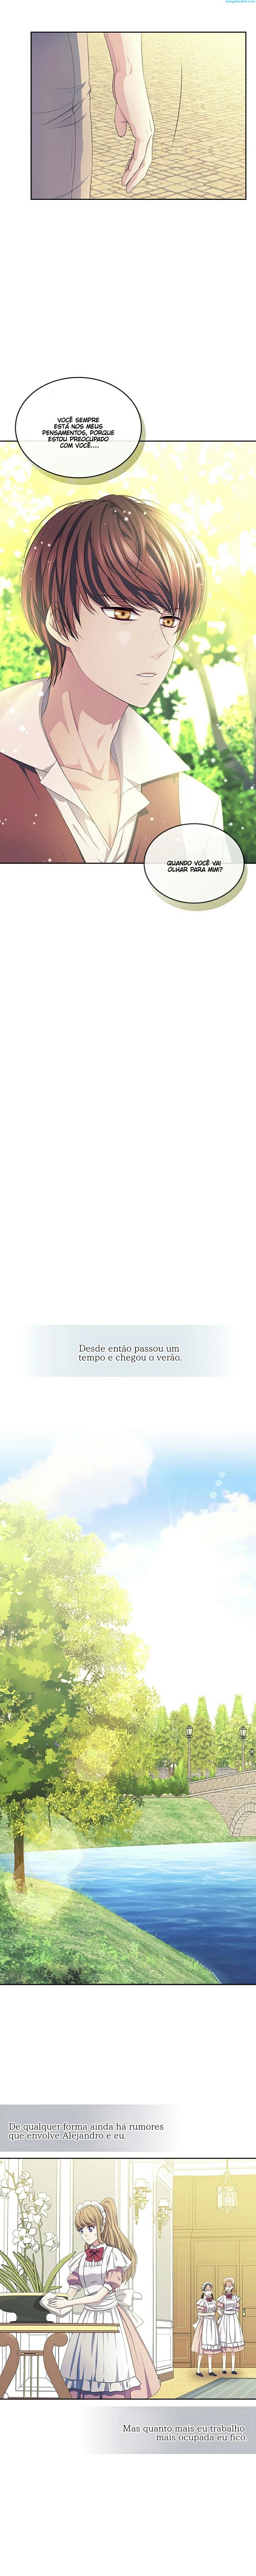 VOCÊ SEMPRE
ESTÁ NOS MEUS
PENSAMENTOS, PORQUE
ESTOU PREOCUPADO
COM VOCÊ....
QUANDO VOCÊ VAI
OLHAR PARA MIM?
Desde então passou um
tempo e chegou o verão.
De qualquer forma ainda há rumores
que envolve Alejandro e eu.
Mas quanto mais eu trabalho
mais ocupada eu fico.